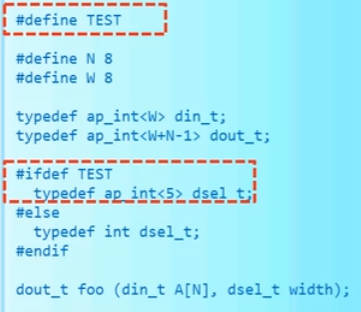 #define TEST
#define N 8
#define W 8
typedef ap_int<W> din_t;
typedef ap_int<W+N-1> dout_t;
#ifdef TEST
typedef ap_int<5> dsel_t;
#else
typedef int dsel_t;
#endif
dout_t foo (din_t A[N], dsel_t width);